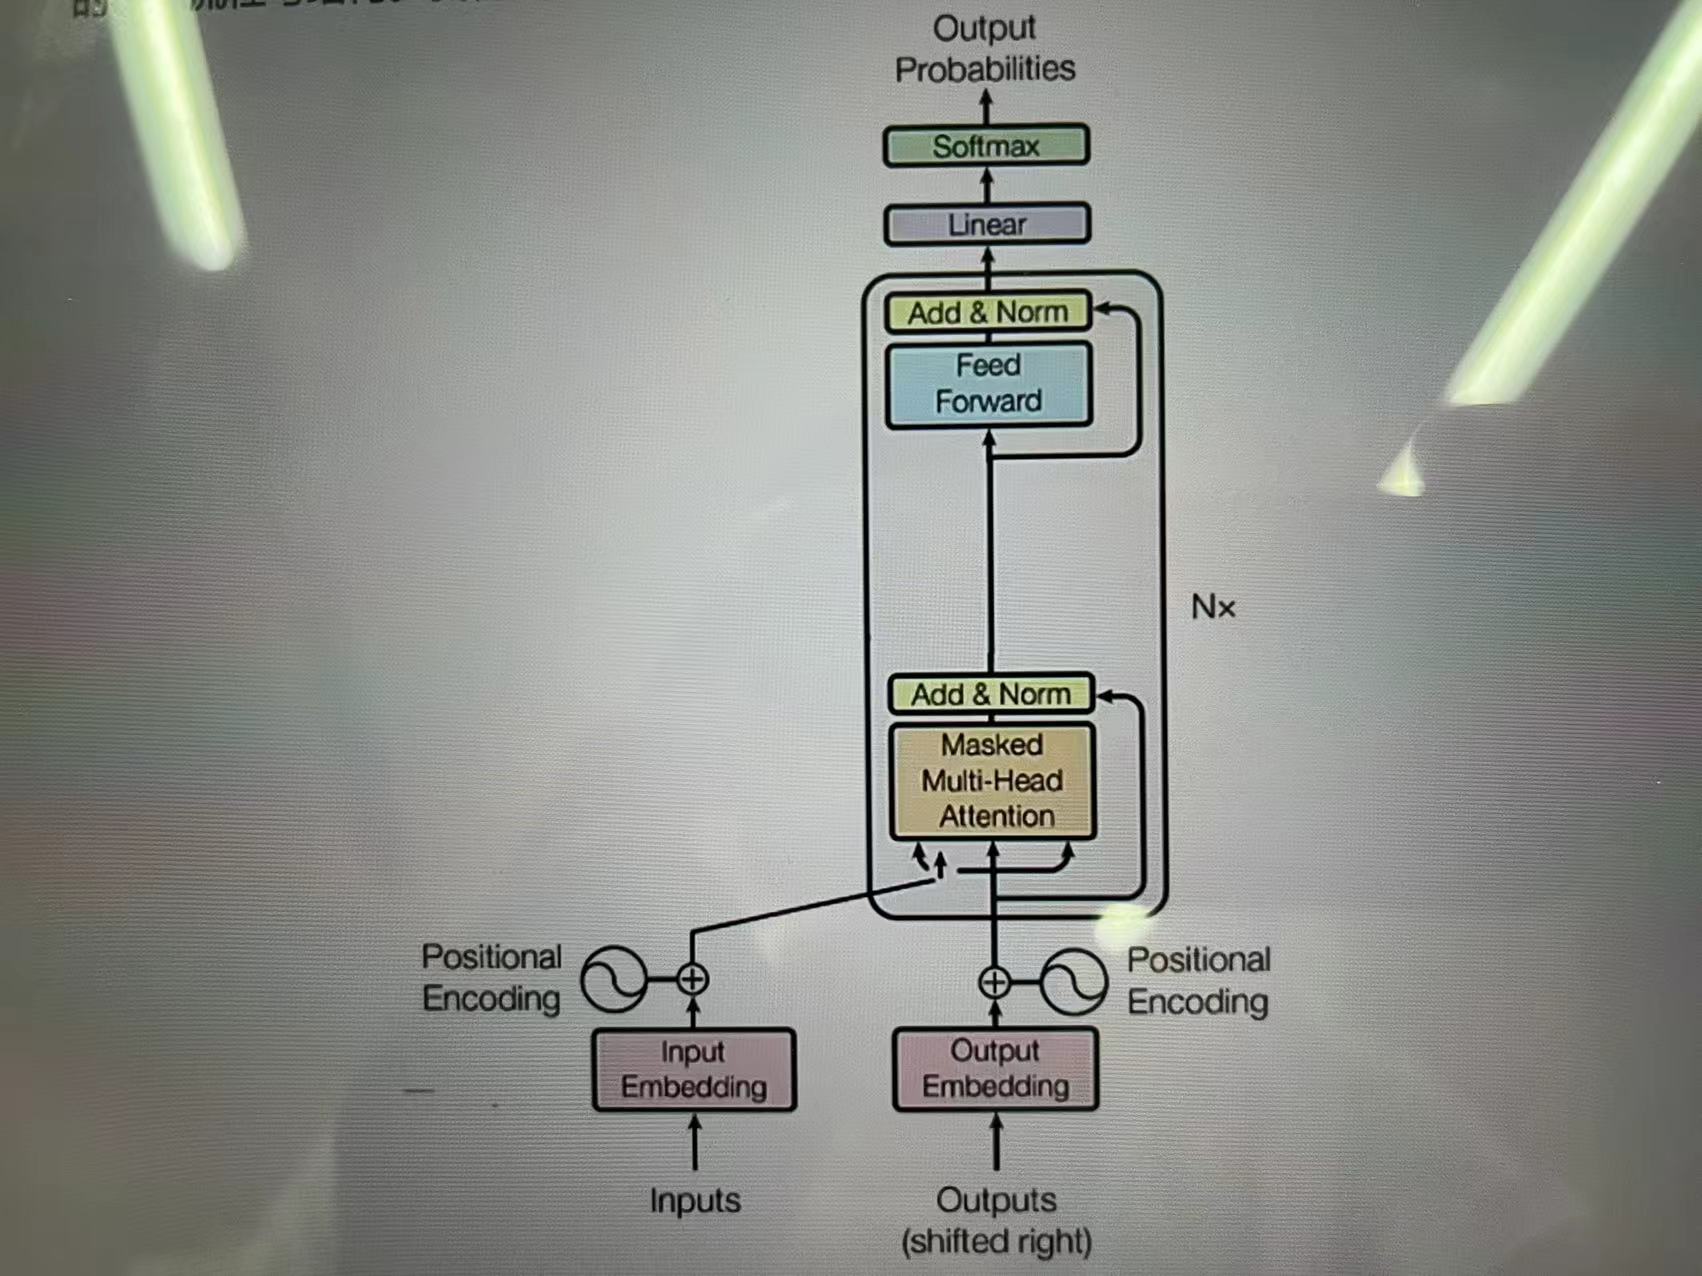 的
Output
Probabilities
Softmax
Linear
Add & Norm
Feed
Forward
Nx
Add & Norm
Masked
Multi-Head
Attention
Positional
Encoding
Positional
Encoding
Input
Embedding
Output
Embedding
Inputs
Outputs
(shifted right)